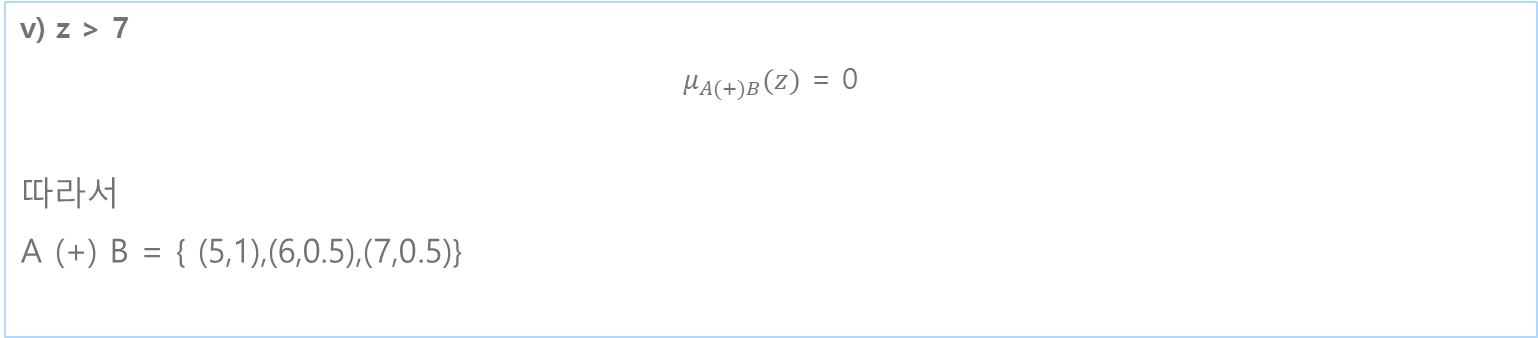 v) z > 7
μA(+)B(z) = 0
따라서
A (+) B = { (5,1),(6,0.5),(7,0.5)}